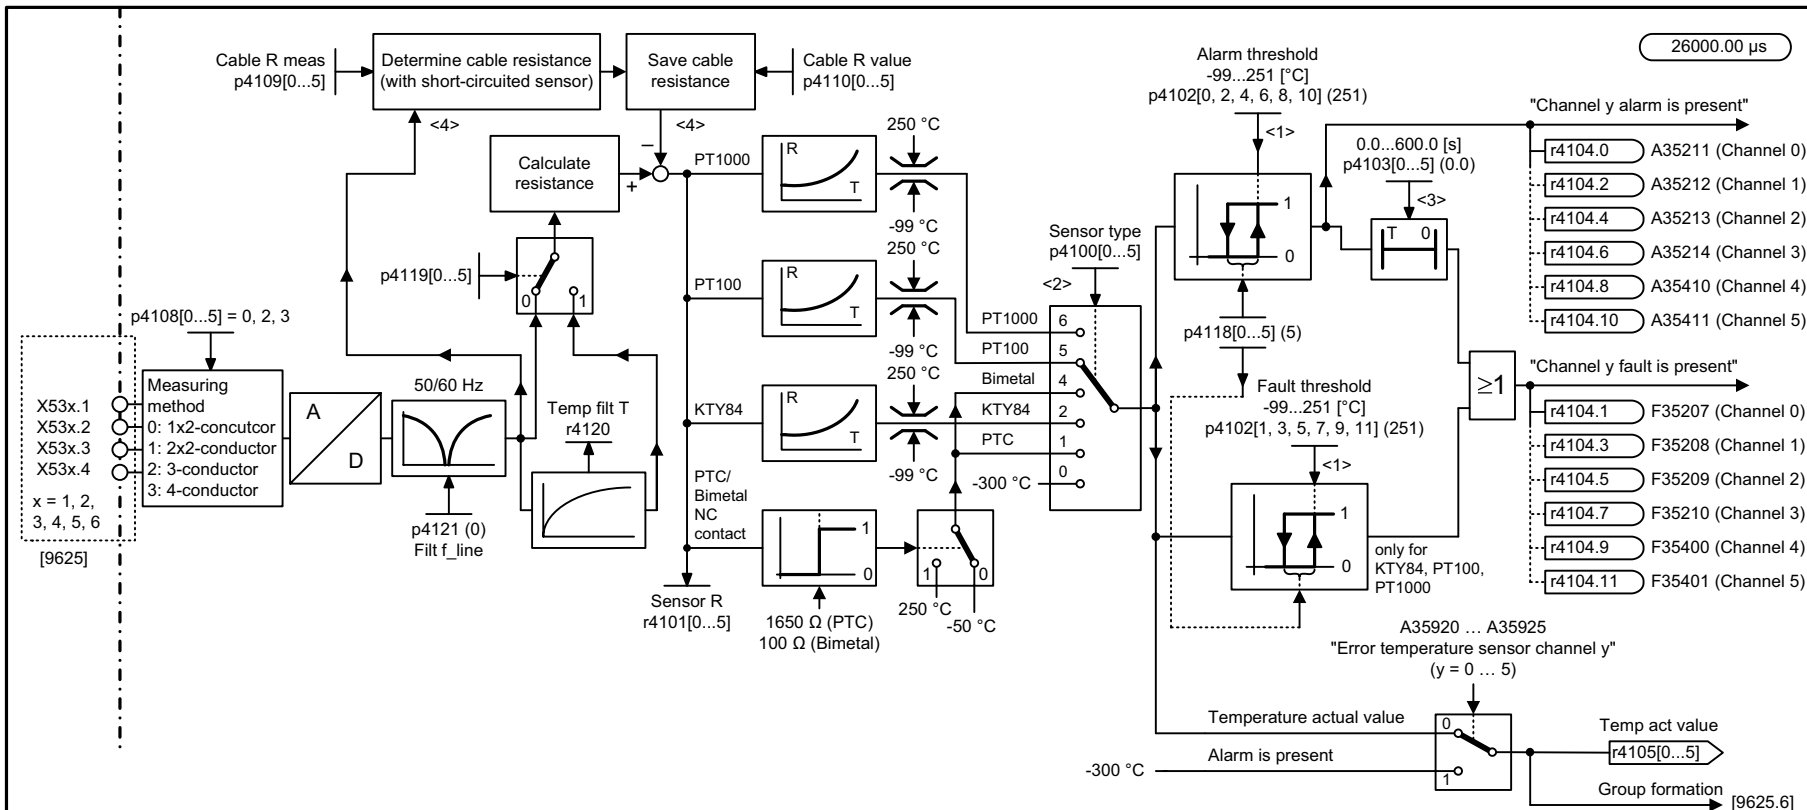 26000.00 µs
Cable R meas
p4109[0...5]
Determine cable resistance
(with short-circuited sensor)
Save cable
resistance
Cable R value
p4110[0...5]
<4>
<4>
Calculate
resistance
–
+
p4119[0...5]
0
1
p4108[0...5] = 0, 2, 3
X53x.1
X53x.2
X53x.3
X53x.4
x = 1, 2,
3, 4, 5, 6
[9625]
Measuring
method
0: 1x2-concutcor
1: 2x2-conductor
2: 3-conductor
3: 4-conductor
A
D
50/60 Hz
p4121 (0)
Filt f_line
Temp filt T
r4120
PT1000
R
T
250 °C
-99 °C
PT100
R
T
250 °C
-99 °C
KTY84
R
T
250 °C
-99 °C
PTC/
Bimetal
NC
contact
1
0
1650 Ω (PTC)
100 Ω (Bimetal)
Sensor R
r4101[0...5]
1
0
250 °C
-50 °C
Sensor type
p4100[0...5]
<2>
PT1000
6
PT100
5
Bimetal
4
KTY84
2
PTC
1
-300 °C
0
Alarm threshold
-99...251 [°C]
p4102[0, 2, 4, 6, 8, 10] (251)
<1>
1
0
p4118[0...5] (5)
0.0...600.0 [s]
p4103[0...5] (0.0)
<3>
T
0
Fault threshold
-99...251 [°C]
p4102[1, 3, 5, 7, 9, 11] (251)
<1>
1
0
only for
KTY84, PT100,
PT1000
≥1
"Channel y alarm is present"
r4104.0 A35211 (Channel 0)
r4104.2 A35212 (Channel 1)
r4104.4 A35213 (Channel 2)
r4104.6 A35214 (Channel 3)
r4104.8 A35410 (Channel 4)
r4104.10 A35411 (Channel 5)
"Channel y fault is present"
r4104.1 F35207 (Channel 0)
r4104.3 F35208 (Channel 1)
r4104.5 F35209 (Channel 2)
r4104.7 F35210 (Channel 3)
r4104.9 F35400 (Channel 4)
r4104.11 F35401 (Channel 5)
A35920 ... A35925
"Error temperature sensor channel y"
(y = 0 ... 5)
Temperature actual value
0
Alarm is present
-300 °C
1
Temp act value
r4105[0...5]
Group formation
[9625.6]